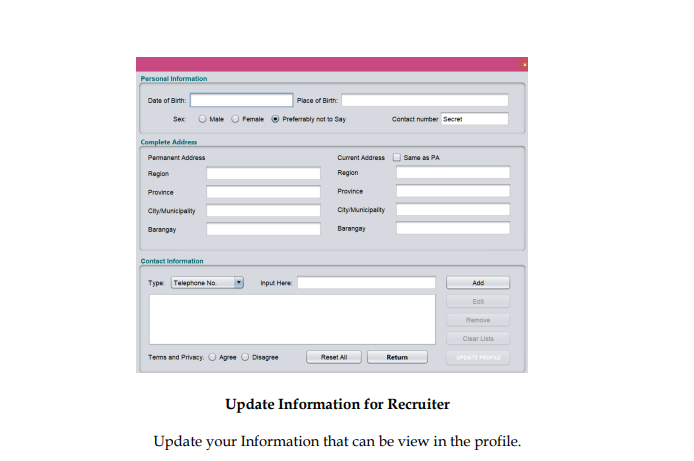 Personal Information
Date of Birth: Place of Birth:
Sex: Male Female Preferrably not to Say Contact number Secret
Complete Address
Permanent Address Current Address Same as PA
Region Region
Province Province
City/Municipality City/Municipality
Barangay Barangay
Contact Information
Type: Telephone No. Input Here: Add
Edit
Remove
Clear Lists
Terms and Privacy. Agree Disagree Reset All Return UPDATE PROFILE
Update Information for Recruiter
Update your Information that can be view in the profile.